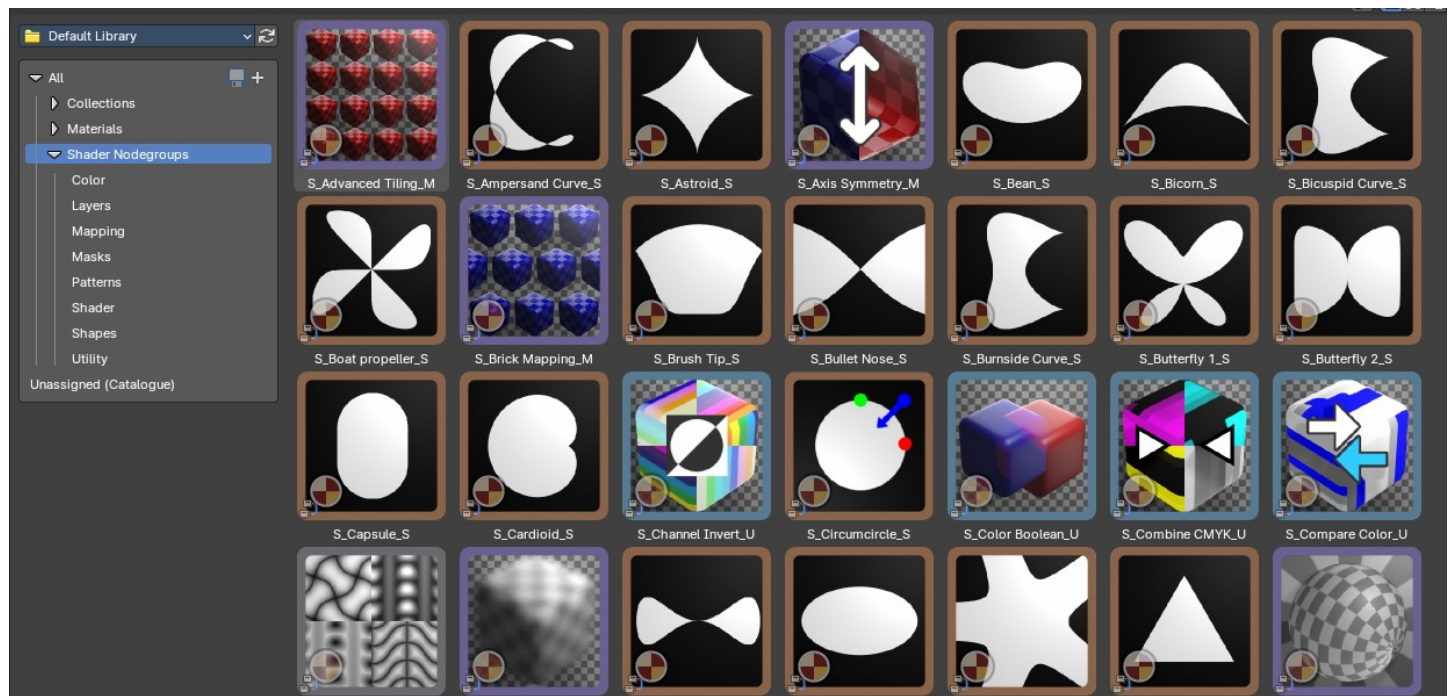 Default Library
All
Collections
Materials
Shader Nodegroups
Color
Layers
Mapping
Masks
Patterns
Shader
Shapes
Utility
Unassigned (Catalogue)
S_Advanced Tiling_M
S_Ampersand Curve_S
S_Astroid_S
S_Axis Symmetry_M
S_Bean_S
S_Bicorn_S
S_Bicuspid Curve_S
S_Boat propeller_S
S_Brick Mapping_M
S_Brush Tip_S
S_Bullet Nose_S
S_Burnside Curve_S
S_Butterfly 1_S
S_Butterfly 2_S
S_Capsule_S
S_Cardioid_S
S_Channel Invert_U
S_Circumcircle_S
S_Color Boolean_U
S_Combine CMYK_U
S_Compare Color_U